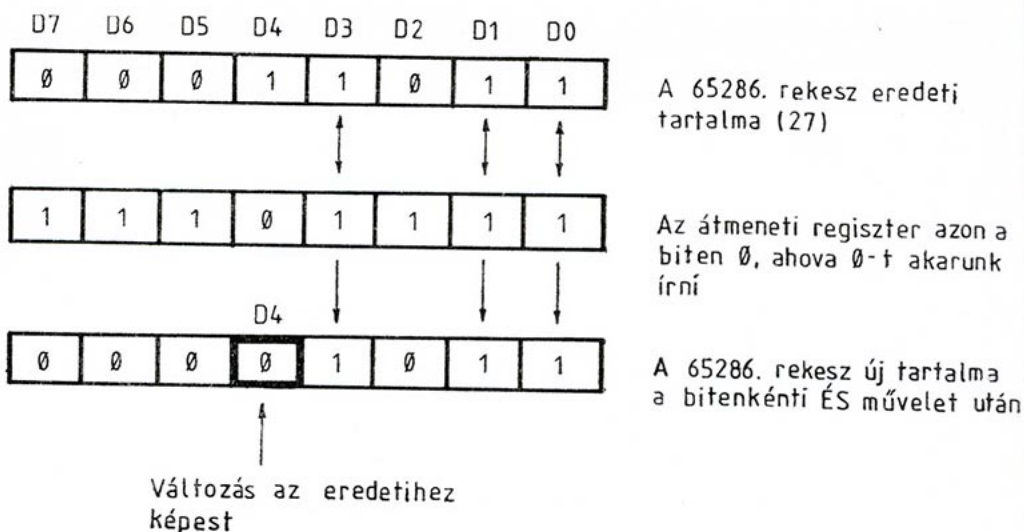 D7 D6 D5 D4 D3 D2 D1 D0
Ø Ø Ø 1 1 Ø 1 1
A 65286. rekesz eredeti
tartalma (27)
1 1 1 Ø 1 1 1 1
Az átmeneti regiszter azon a
biten Ø, ahova Ø-t akarunk
írni
D4
Ø Ø Ø Ø 1 Ø 1 1
A 65286. rekesz új tartalma
a bitenkénti ÉS művelet után
Változás az eredetihez
képest